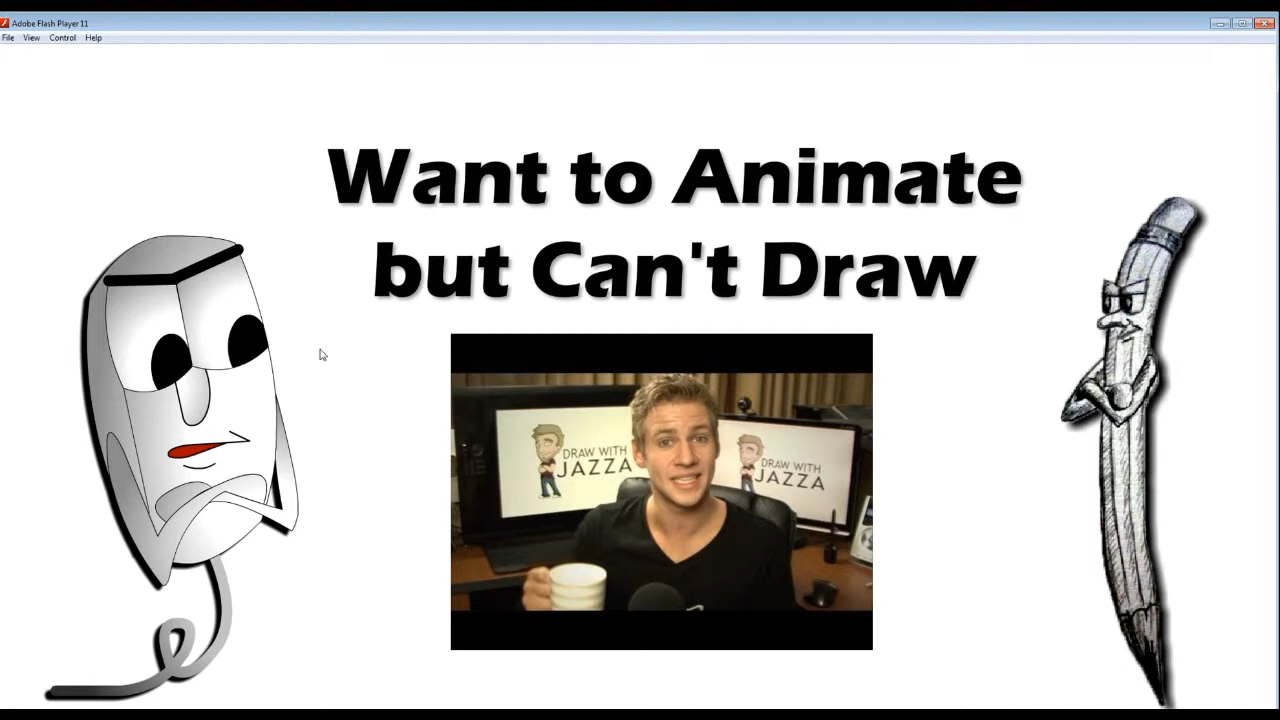 Adobe Flash Player 11
File View Control Help
Want to Animate
but Can't Draw
DRAW WITH
JAZZA
DRAW WITH
JAZZA